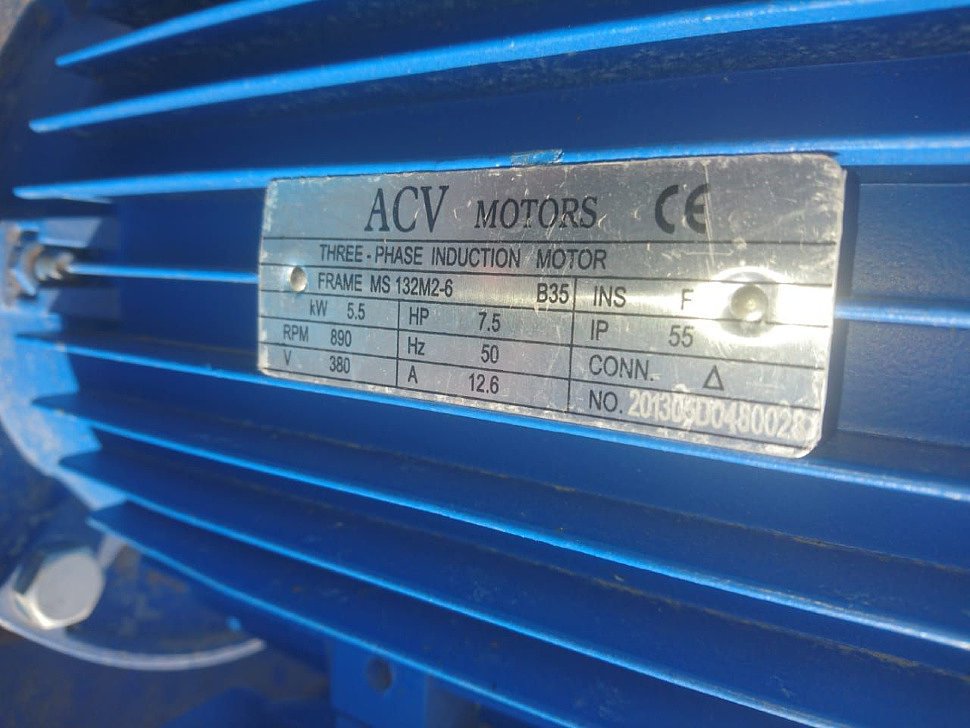 ACV MOTORS CE
THREE - PHASE INDUCTION MOTOR
FRAME MS 132M2-6 B35 INS F
kW 5.5 HP 7.5 IP 55
RPM 890 Hz 50 CONN. Δ
V 380 A 12.6 NO. 201305D0480028